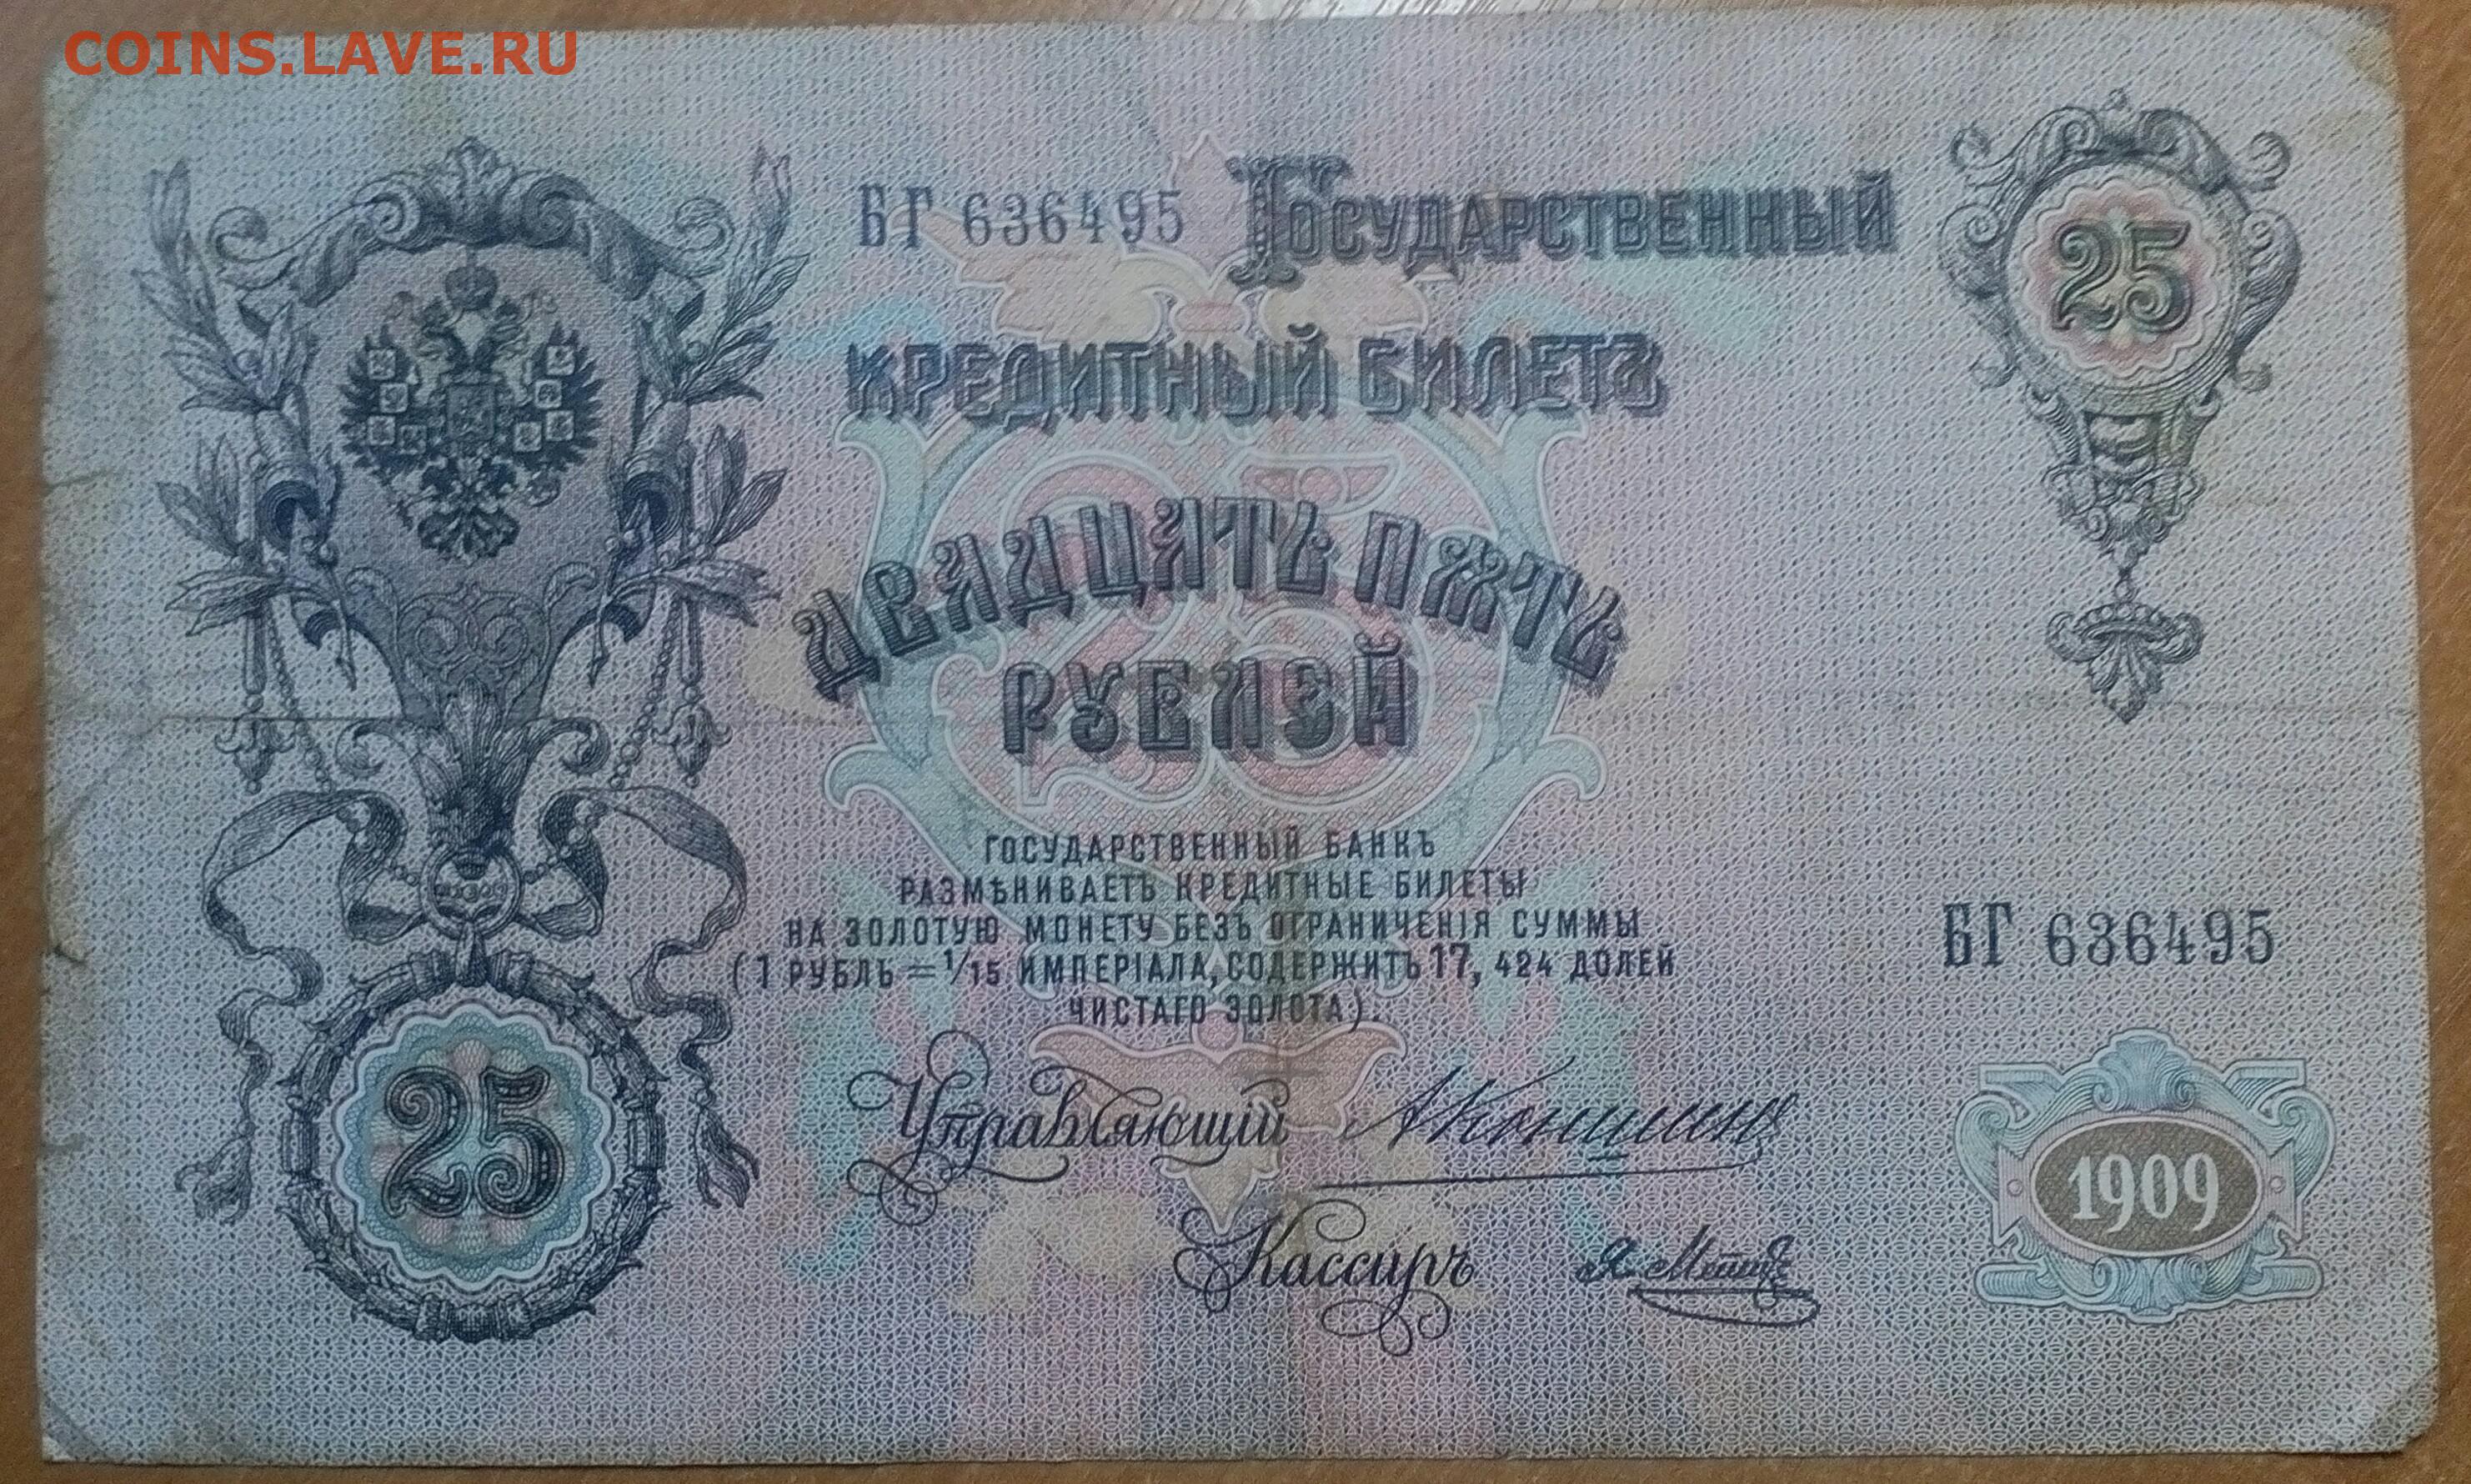 COINS.LAVE.RU
БГ 636495 ГОСУДАРСТВЕННЫЙ
25
КРЕДИТНЫЙ БИЛЕТЪ
ДВАДЦАТЬ ПЯТЬ
РУБЛЕЙ
ГОСУДАРСТВЕННЫЙ БАНКЪ
РАЗМѢНИВАЕТЪ КРЕДИТНЫЕ БИЛЕТЫ
НА ЗОЛОТУЮ МОНЕТУ БЕЗЪ ОГРАНИЧЕНІЯ СУММЫ
(1 РУБЛЬ = 1/15 ИМПЕРІАЛА, СОДЕРЖИТЪ 17, 424 ДОЛЕЙ
ЧИСТАГО ЗОЛОТА).
БГ 636495
25
Управляющій АКоншинъ
Кассиръ
1909